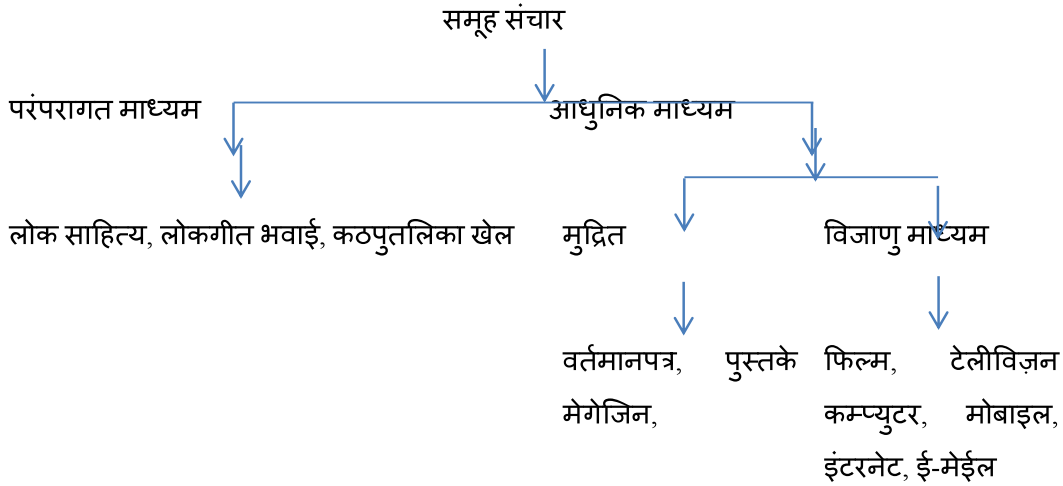 समूह संचार
परंपरागत माध्यम आधुनिक माध्यम
लोक साहित्य, लोकगीत भवाई, कठपुतलिका खेल मुद्रित विजाणु माध्यम
वर्तमानपत्र, पुस्तके फिल्म, टेलीविज़न
मेगेजिन, कम्प्युटर, मोबाइल,
इंटरनेट, ई-मेईल